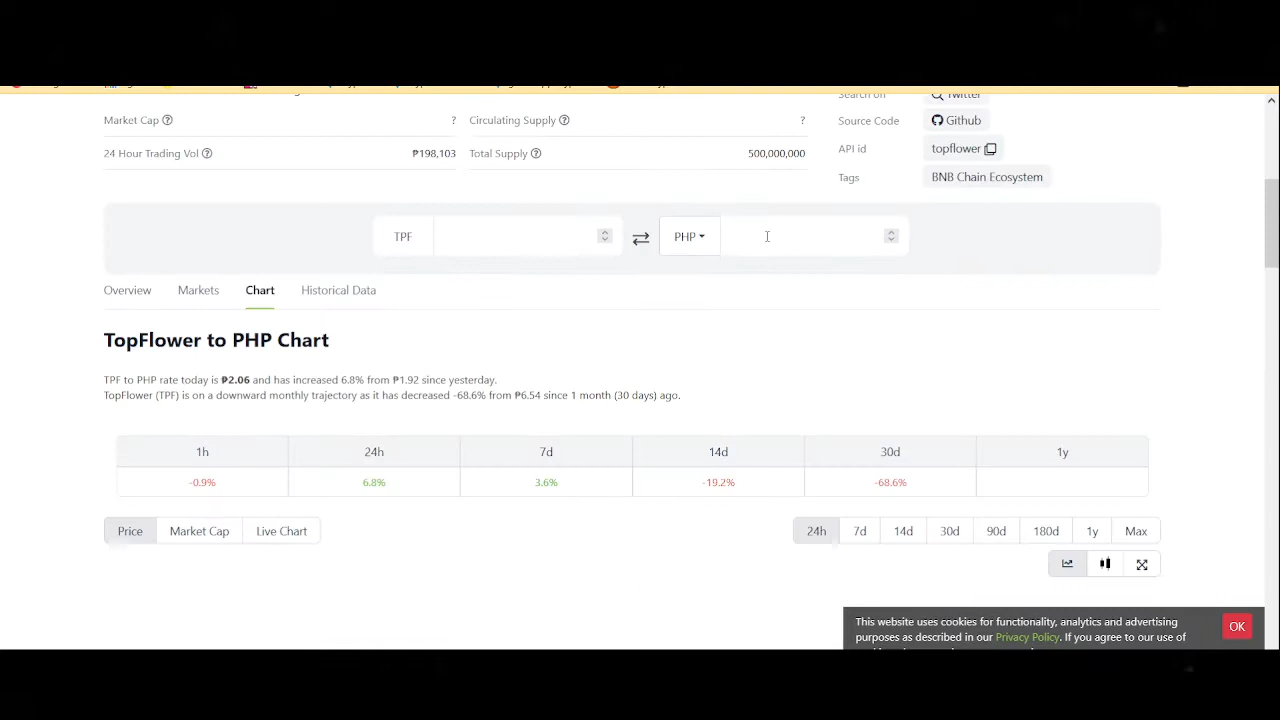 Search on Twitter
Market Cap ?
Circulating Supply ?
Source Code Github
24 Hour Trading Vol ₱198,103
Total Supply 500,000,000
API id topflower
Tags BNB Chain Ecosystem
TPF
PHP
Overview Markets Chart Historical Data
TopFlower to PHP Chart
TPF to PHP rate today is ₱2.06 and has increased 6.8% from ₱1.92 since yesterday.
TopFlower (TPF) is on a downward monthly trajectory as it has decreased -68.6% from ₱6.54 since 1 month (30 days) ago.
1h 24h 7d 14d 30d 1y
-0.9% 6.8% 3.6% -19.2% -68.6%
Price Market Cap Live Chart
24h 7d 14d 30d 90d 180d 1y Max
This website uses cookies for functionality, analytics and advertising
purposes as described in our Privacy Policy. If you agree to our use of
OK